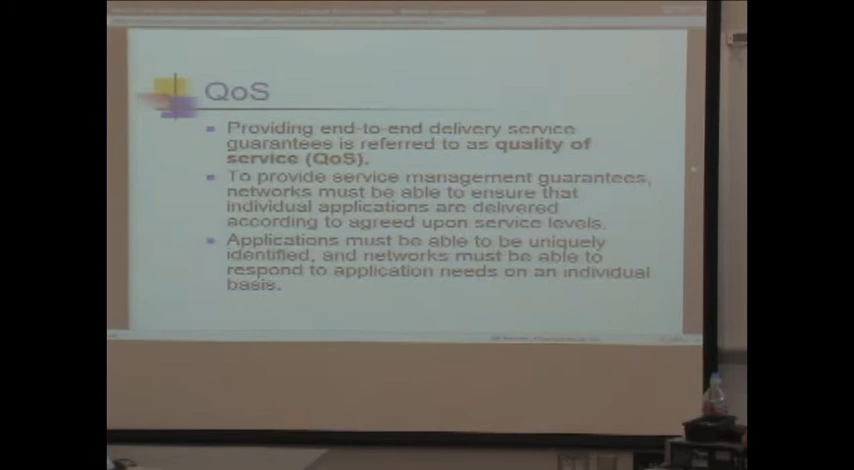 QoS
Providing end-to-end delivery service
guarantees is referred to as quality of
service (QoS).
To provide service management guarantees,
networks must be able to ensure that
individual applications are delivered
according to agreed upon service levels.
Applications must be able to be uniquely
identified, and networks must be able to
respond to application needs on an individual
basis.